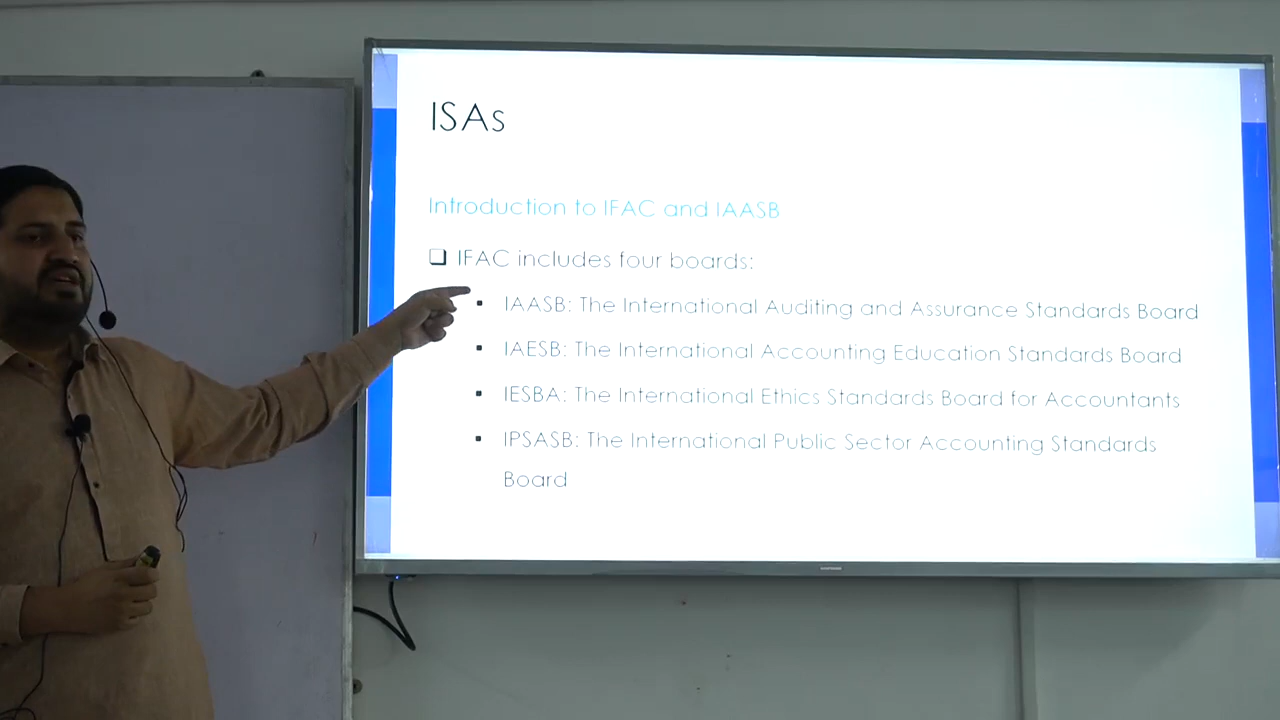 ISAs
Introduction to IFAC and IAASB
IFAC includes four boards:
IAASB: The International Auditing and Assurance Standards Board
IAESB: The International Accounting Education Standards Board
IESBA: The International Ethics Standards Board for Accountants
IPSASB: The International Public Sector Accounting Standards
Board